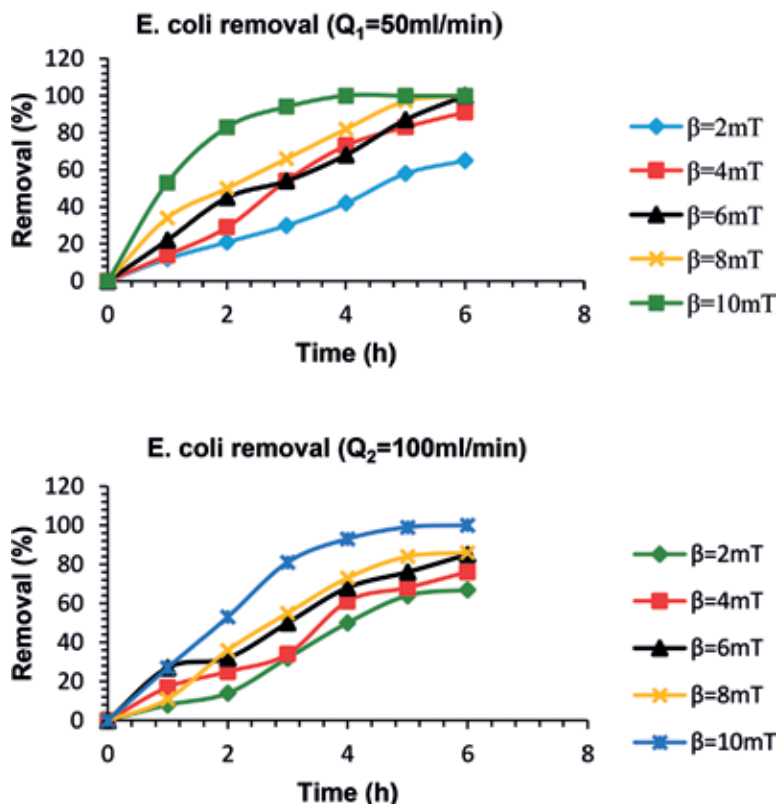 E. coli removal (Q₁=50ml/min)
120
100
80
60
40
20
0
Removal (%)
0 2 4 6 8
Time (h)
β=2mT
β=4mT
β=6mT
β=8mT
β=10mT
E. coli removal (Q₂=100ml/min)
120
100
80
60
40
20
0
Removal (%)
0 2 4 6 8
Time (h)
β=2mT
β=4mT
β=6mT
β=8mT
β=10mT